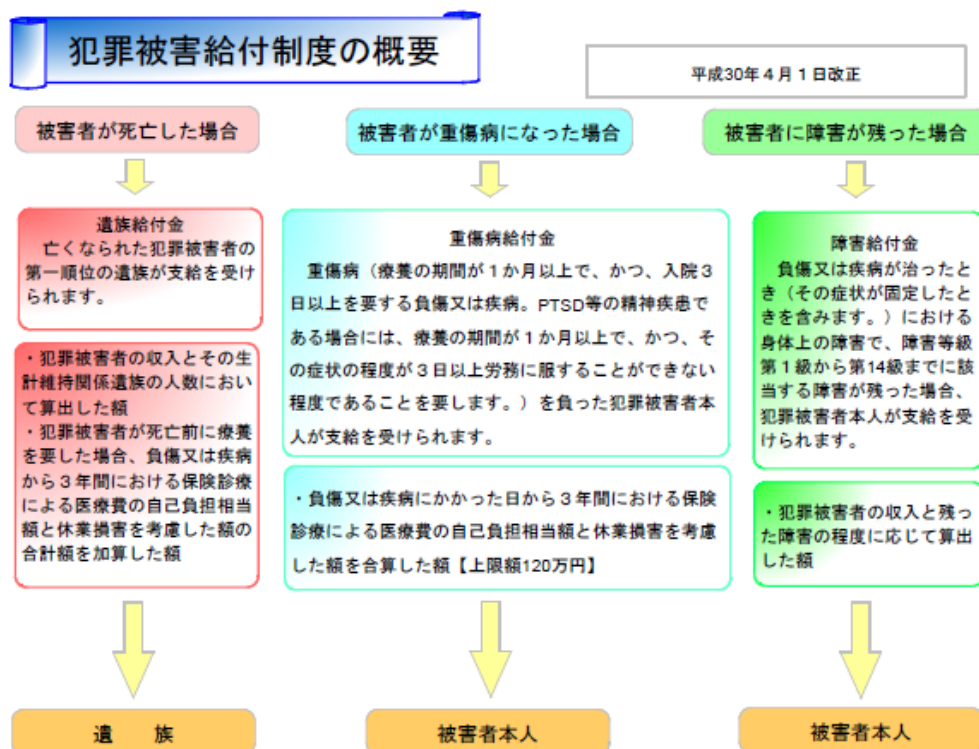 犯罪被害給付制度の概要
平成30年4月1日改正
被害者が死亡した場合
被害者が重傷病になった場合
被害者に障害が残った場合
遺族給付金
亡くなられた犯罪被害者の
第一順位の遺族が支給を受け
られます。
・犯罪被害者の収入とその生
計維持関係遺族の人数におい
て算出した額
・犯罪被害者が死亡前に療養
を要した場合、負傷又は疾病
から3年間における保険診療
による医療費の自己負担相当
額と休業損害を考慮した額の
合計額を加算した額
重傷病給付金
重傷病(療養の期間が1か月以上で、かつ、入院3
日以上を要する負傷又は疾病。PTSD等の精神疾患で
ある場合には、療養の期間が1か月以上で、かつ、そ
の症状の程度が3日以上労務に服することができない
程度であることを要します。)を負った犯罪被害者本
人が支給を受けられます。
・負傷又は疾病にかかった日から3年間における保険
診療による医療費の自己負担相当額と休業損害を考慮
した額を合算した額【上限額120万円】
障害給付金
負傷又は疾病が治ったと
き(その症状が固定したと
きを含みます。)における
身体上の障害で、障害等級
第1級から第14級までに該
当する障害が残った場合、
犯罪被害者本人が支給を受
けられます。
・犯罪被害者の収入と残っ
た障害の程度に応じて算出
した額
遺 族
被害者本人
被害者本人